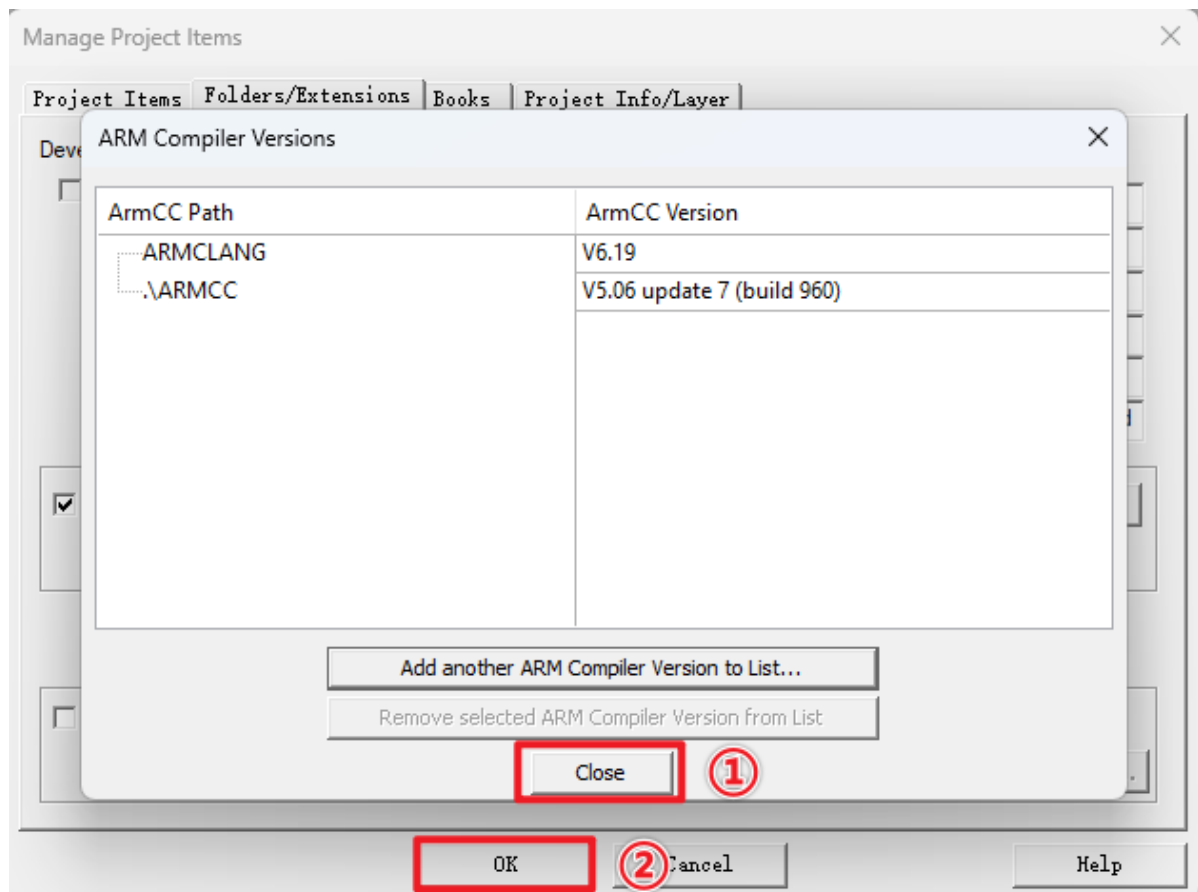 Manage Project Items
Project Items Folders/Extensions Books Project Info/Layer
ARM Compiler Versions
ArmCC Path ArmCC Version
ARMCLANG V6.19
.\ARMCC V5.06 update 7 (build 960)
Add another ARM Compiler Version to List...
Remove selected ARM Compiler Version from List
Close ①
OK ② Cancel Help